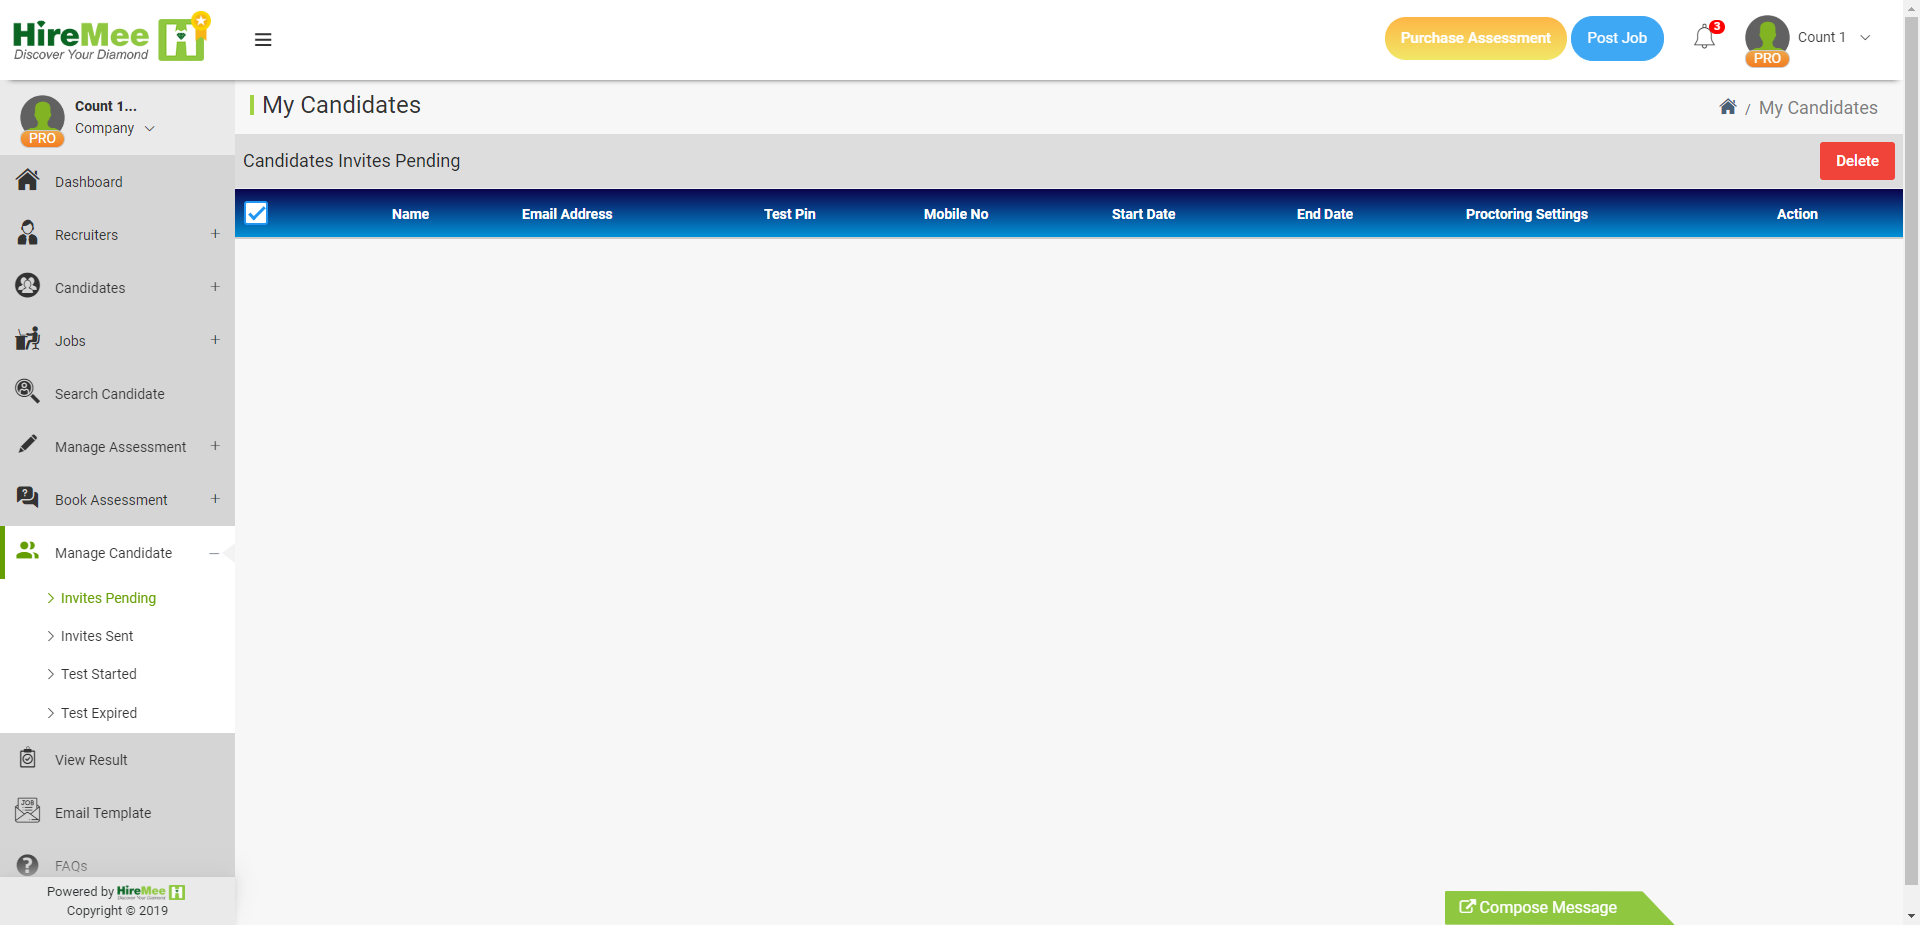 HireMee
Discover Your Diamond
Purchase Assessment
Post Job
3
PRO
Count 1
Count 1...
Company
PRO
My Candidates
/ My Candidates
Candidates Invites Pending
Delete
Name Email Address Test Pin Mobile No Start Date End Date Proctoring Settings Action
Dashboard
Recruiters +
Candidates +
Jobs +
Search Candidate
Manage Assessment +
Book Assessment +
Manage Candidate –
> Invites Pending
> Invites Sent
> Test Started
> Test Expired
View Result
JOB
Email Template
FAQs
Powered by HireMee
Discover Your Diamond
Copyright © 2019
Compose Message